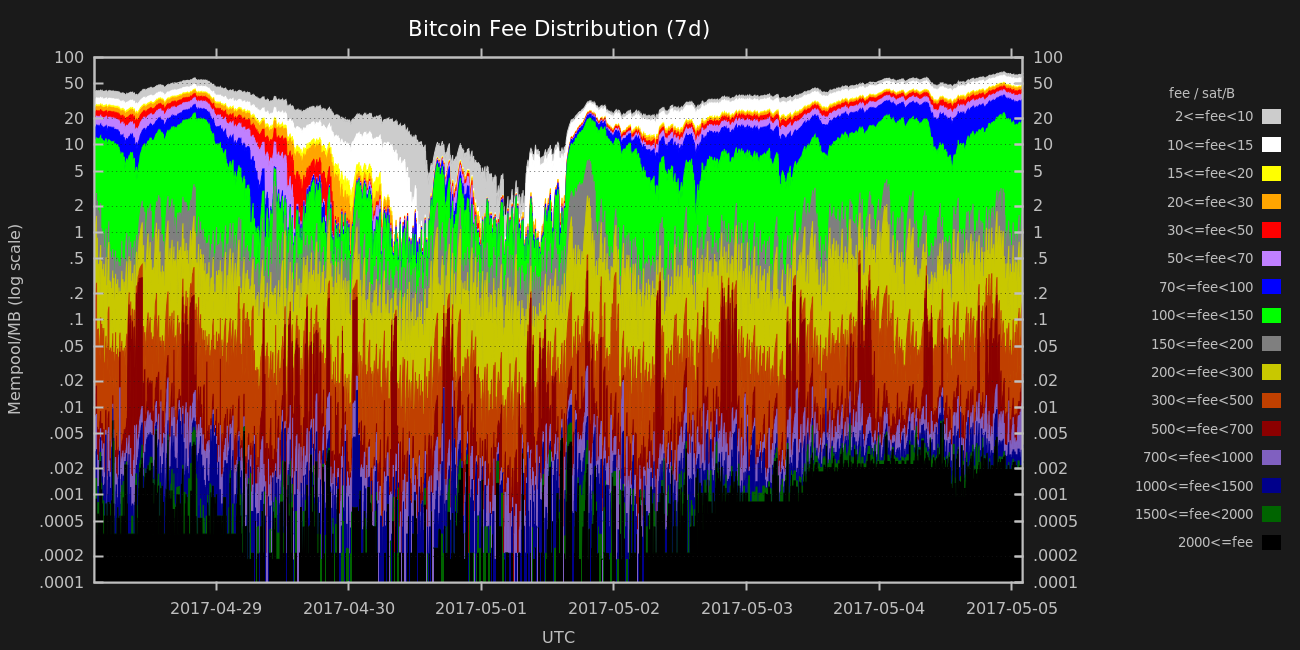 Bitcoin Fee Distribution (7d)
Mempool/MB (log scale)
100
50
20
10
5
2
1
.5
.2
.1
.05
.02
.01
.005
.002
.001
.0005
.0002
.0001
100
50
20
10
5
2
1
.5
.2
.1
.05
.02
.01
.005
.002
.001
.0005
.0002
.0001
2017-04-29 2017-04-30 2017-05-01 2017-05-02 2017-05-03 2017-05-04 2017-05-05
UTC
fee / sat/B
2<=fee<10
10<=fee<15
15<=fee<20
20<=fee<30
30<=fee<50
50<=fee<70
70<=fee<100
100<=fee<150
150<=fee<200
200<=fee<300
300<=fee<500
500<=fee<700
700<=fee<1000
1000<=fee<1500
1500<=fee<2000
2000<=fee